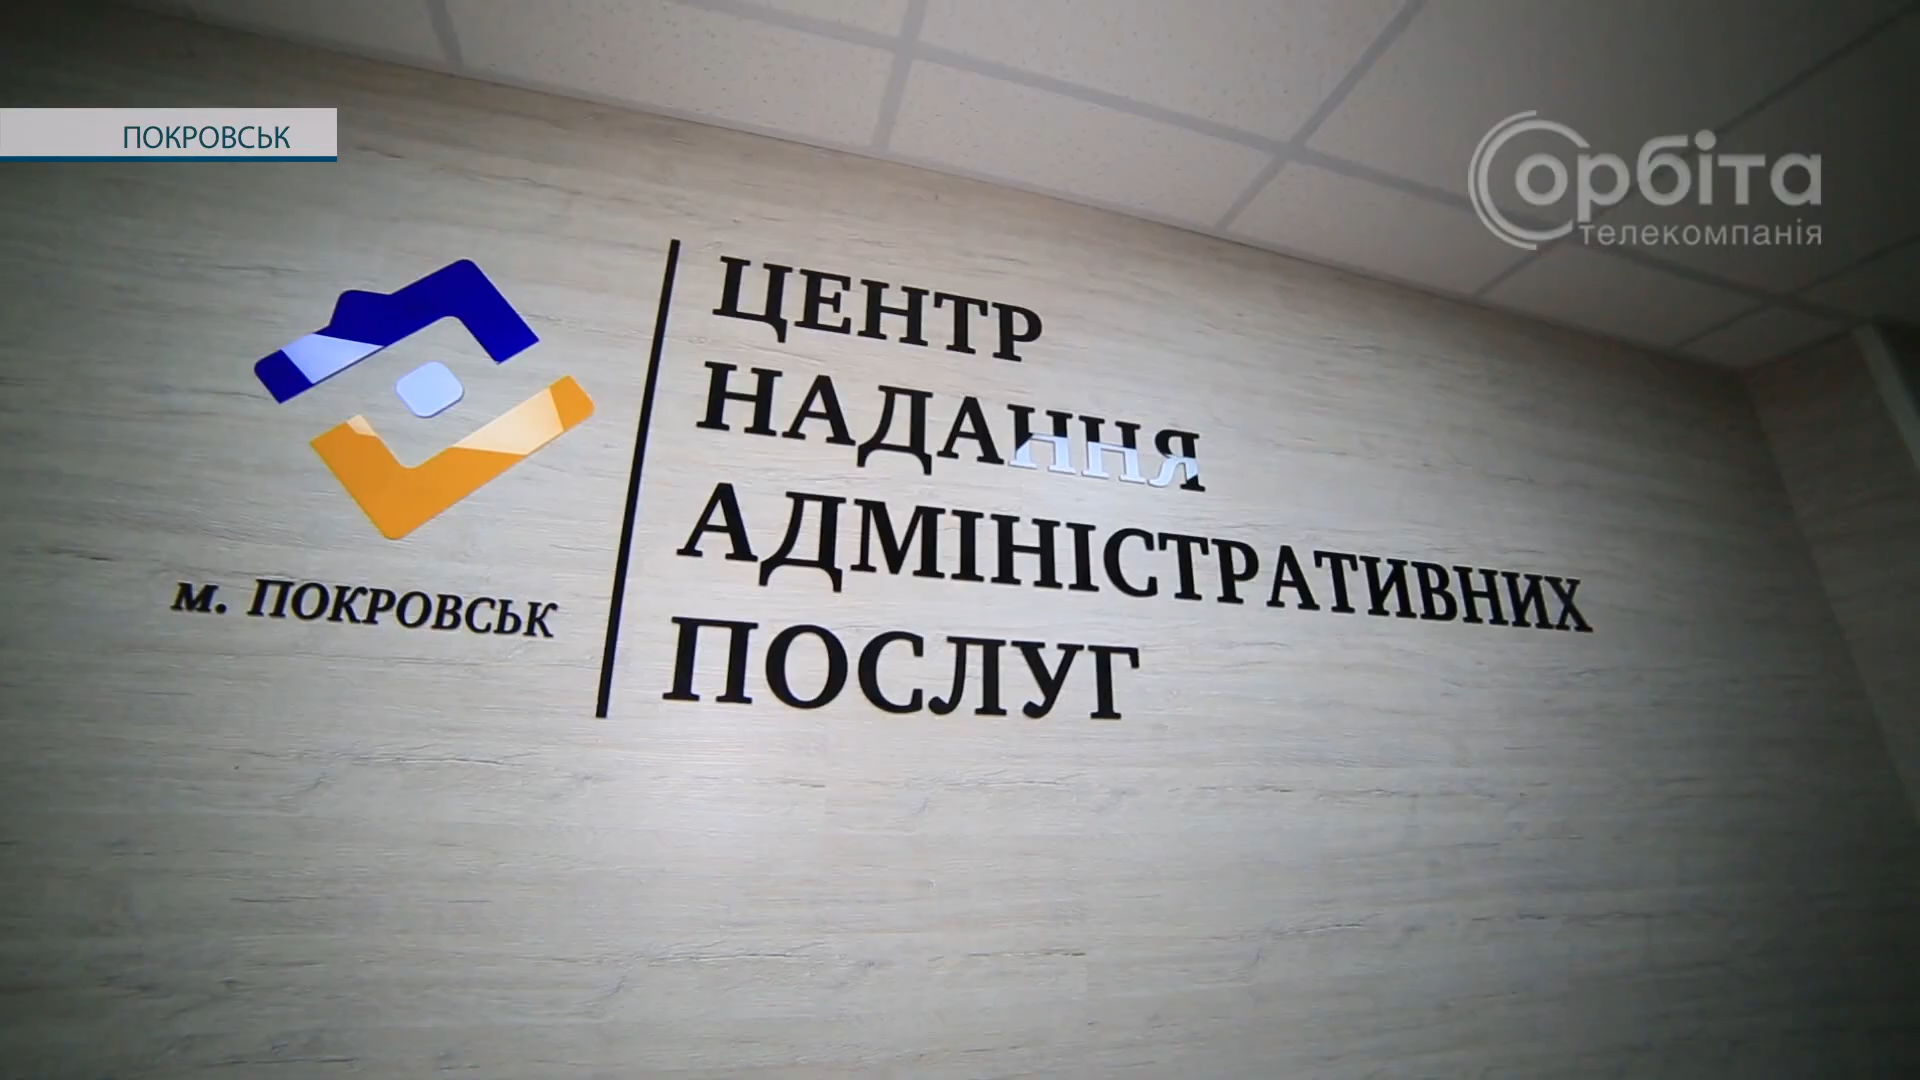 ПОКРОВСЬК
орбіта
телекомпанія
ЦЕНТР
НАДАННЯ
АДМІНІСТРАТИВНИХ
ПОСЛУГ
м. ПОКРОВСЬК